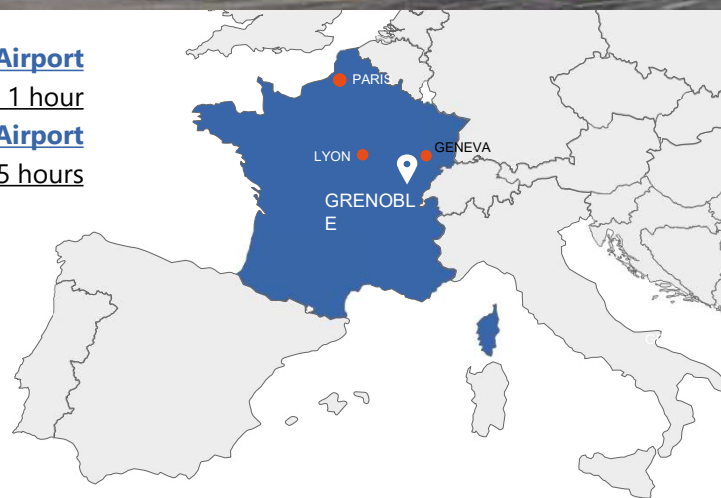 Airport
1 hour
Airport
5 hours
PARIS
LYON
GENEVA
GRENOBL
E